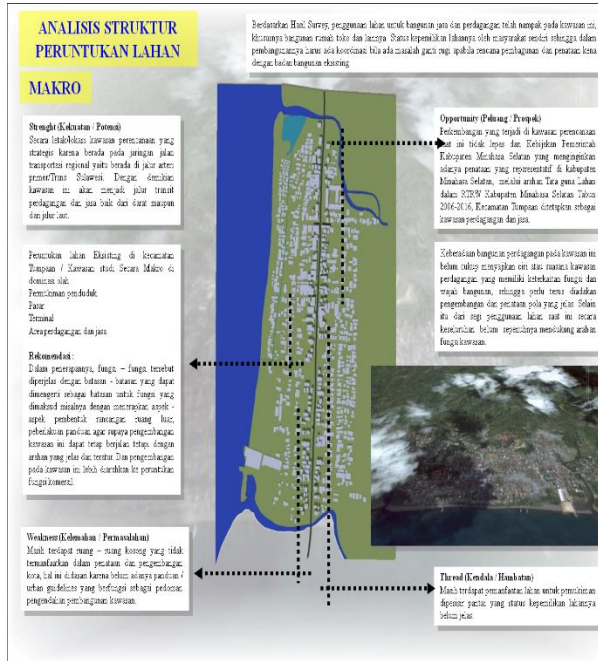 ANALISIS STRUKTUR
PERUNTUKAN LAHAN
MAKRO
Berdasarkan Hasil Survey, penggunaan lahan untuk bangunan jasa dan perdagangan telah nampak pada kawasan ini,
khususnya bangunan rumah toko dan lainnya. Status kepemilikan lahannya oleh masyarakat sendiri sehingga dalam
pembangunannya harus ada koordinasi bila ada masalah ganti rugi apabila rencana pembagunan dan penataan kena
dengan badan bangunan eksisting.
Strenght (Kekuatan / Potensi)
Secara letak/lokasi kawasan perencanaan yang
strategis karena berada pada jaringan jalan
transportasi regional yaitu berada di jalur arteri
primer/Trans Sulawesi. Dengan demikian
kawasan ini akan menjadi jalur transit
perdagangan dan jasa baik dari darat maupun
dari jalur laut.
Peruntukan lahan Eksisting di kecamatan
Tumpaan / Kawasan studi Secara Makro di
dominasi oleh
Permukiman penduduk
Pasar
Terminal
Area perdagangan dan jasa
Rekomendasi :
Dalam penerapannya, fungsi – fungsi tersebut
diperjelas dengan batasan - batasan yang dapat
dimengerti sebagai batasan untuk fungsi yang
dimaksud misalnya dengan menerapkan aspek -
aspek pembentuk rancangan ruang luar,
peberlakuan panduan agar supaya pengembangan
kawasan ini dapat tetap berjalan tetapi dengan
arahan yang jelas dan teratur. Dan pengembangan
pada kawasan ini lebih diarahkan ke peruntukan
fungsi komersil.
Weakness (Kelemahan / Permasalahan)
Masih terdapat ruang – ruang kosong yang tidak
termanfaatkan dalam penataan dan pengembangan
kota, hal ini didasari karena belum adanya panduan /
urban guidelines yang berfungsi sebagai pedoman
pengendalian pembangunan kawasan.
Opportunity (Peluang / Prospek)
Perkembangan yang terjadi di kawasan perencanaan
saat ini tidak lepas dari Kebijakan Pemerintah
Kabupaten Minahasa Selatan yang menginginkan
adanya penataan yang representatif di kabupaten
Minahasa Selatan, melalui arahan Tata guna Lahan
dalam RTRW Kabupaten Minahasa Selatan Tahun
2006-2016, Kecamatan Tumpaan ditetapkan sebagai
kawasan perdagangan dan jasa.
Keberadaan bangunan perdagangan pada kawasan ini
belum cukup menyajikan ciri atau suasana kawasan
perdagangan yang memiliki keterkaitan fungsi dan
wajah bangunan, sehingga perlu terus diadakan
pengembangan dan penataan pola yang jelas. Selain
itu dari segi penggunaan lahan saat ini secara
keseluruhan belum sepenuhnya mendukung arahan
fungsi kawasan.
Thread (Kendala / Hambatan)
Masih terdapat pemanfaatan lahan untuk pemukiman
dipesisir pantai yang status kepemilikan lahannya
belum jelas.